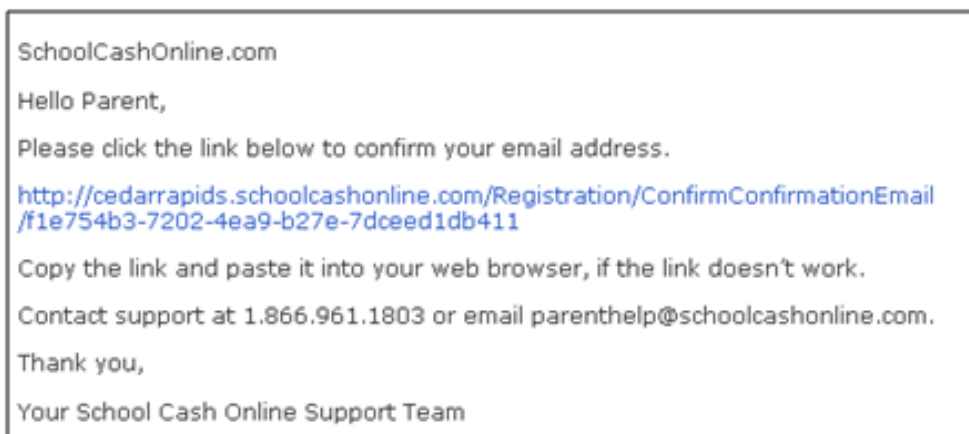 SchoolCashOnline.com
Hello Parent,
Please click the link below to confirm your email address.
http://cedarrapids.schoolcashonline.com/Registration/ConfirmConfirmationEmail
/f1e754b3-7202-4ea9-b27e-7dceed1db411
Copy the link and paste it into your web browser, if the link doesn't work.
Contact support at 1.866.961.1803 or email parenthelp@schoolcashonline.com.
Thank you,
Your School Cash Online Support Team